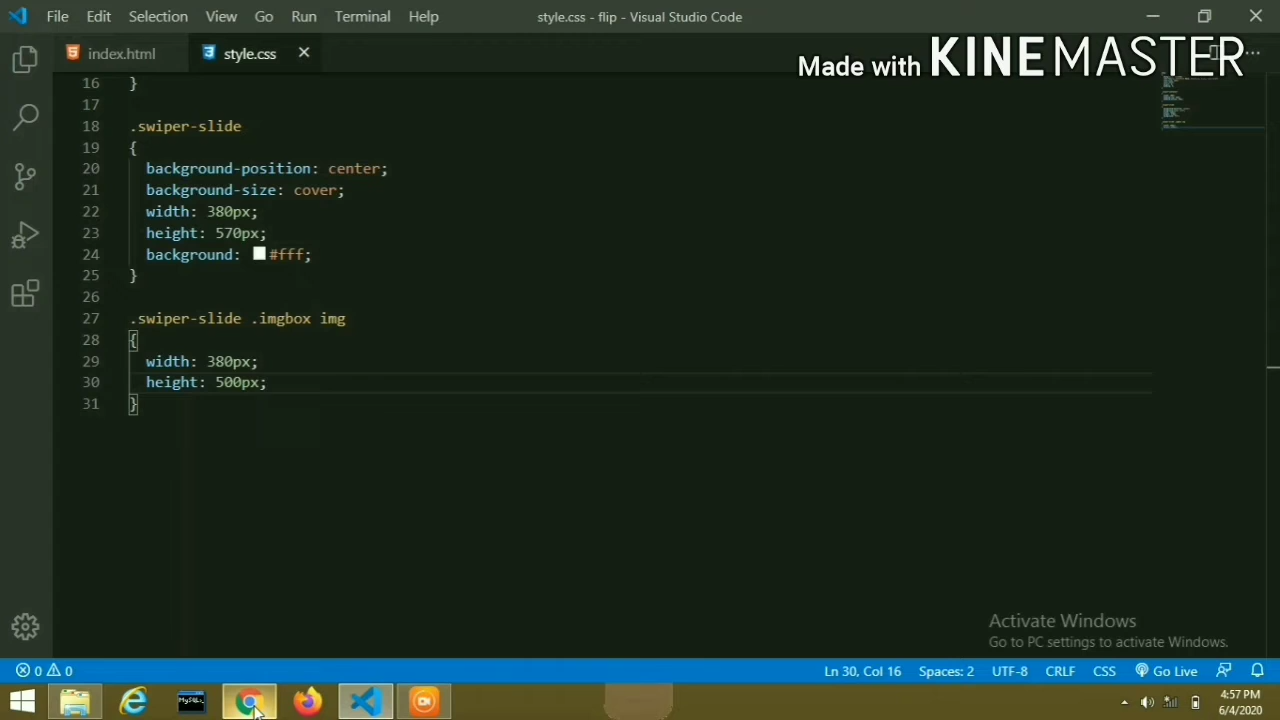 File Edit Selection View Go Run Terminal Help
style.css - flip - Visual Studio Code
index.html
style.css
Made with KINEMASTER
16 }
17
18 .swiper-slide
19 {
20 background-position: center;
21 background-size: cover;
22 width: 380px;
23 height: 570px;
24 background: #fff;
25 }
26
27 .swiper-slide .imgbox img
28 {
29 width: 380px;
30 height: 500px;
31 }
Activate Windows
Go to PC settings to activate Windows.
0 0
Ln 30, Col 16 Spaces: 2 UTF-8 CRLF CSS Go Live
MySQL
4:57 PM
6/4/2020